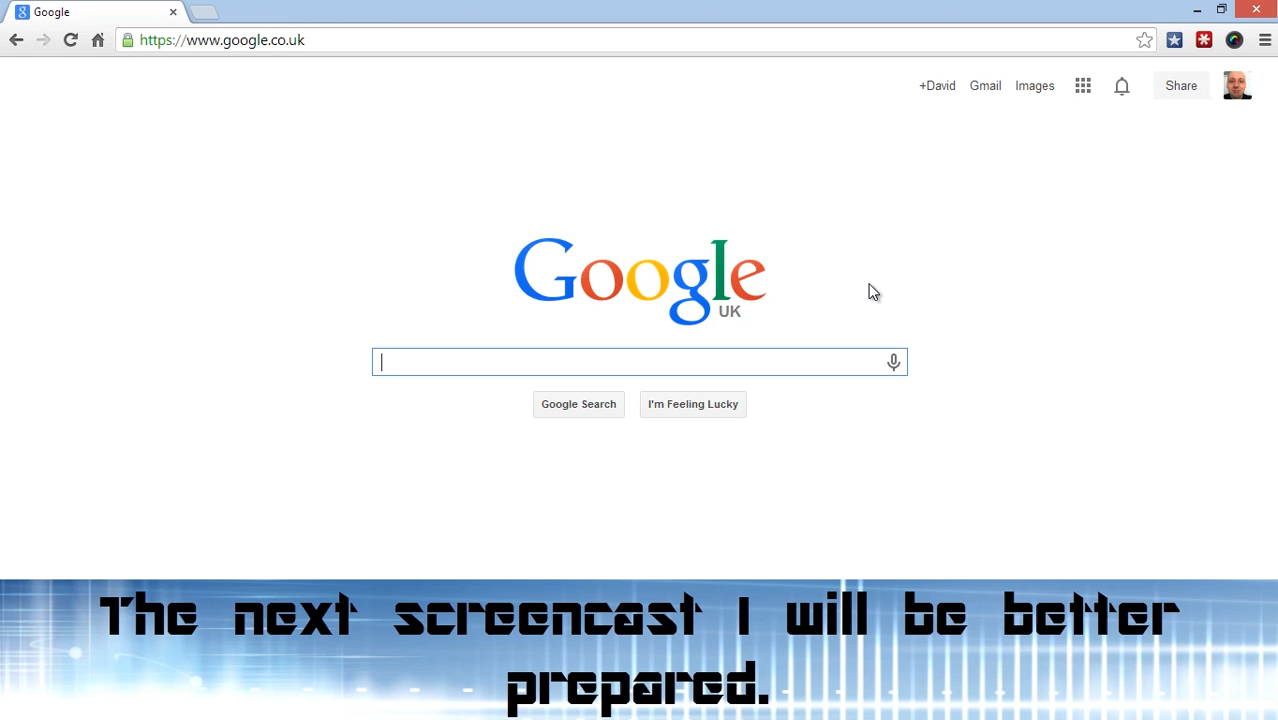 Google
https://www.google.co.uk
+David Gmail Images Share
Google
UK
Google Search I'm Feeling Lucky
The next screencast I will be better
prepared.